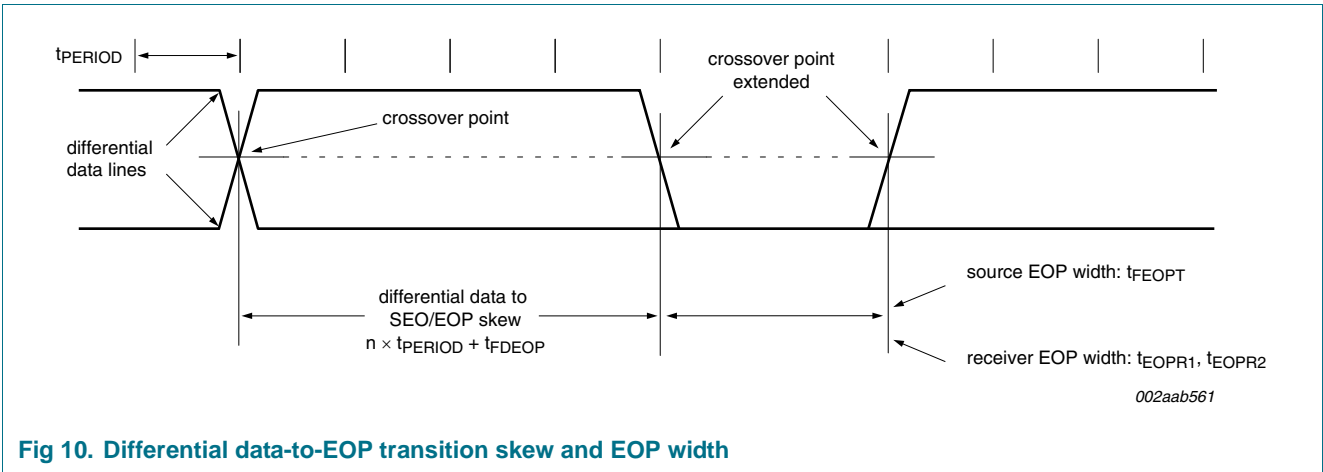 tPERIOD
crossover point
extended
crossover point
differential
data lines
source EOP width: tFEOPT
differential data to
SEO/EOP skew
n × tPERIOD + tFDEOP
receiver EOP width: tEOPR1, tEOPR2
002aab561
Fig 10. Differential data-to-EOP transition skew and EOP width